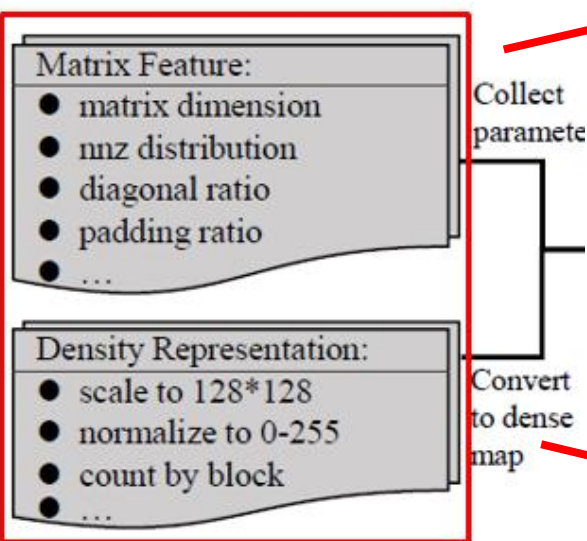 Matrix Feature:
● matrix dimension
● nnz distribution
● diagonal ratio
● padding ratio
● ...
Collect
paramete
Density Representation:
● scale to 128*128
● normalize to 0-255
● count by block
● ...
Convert
to dense
map